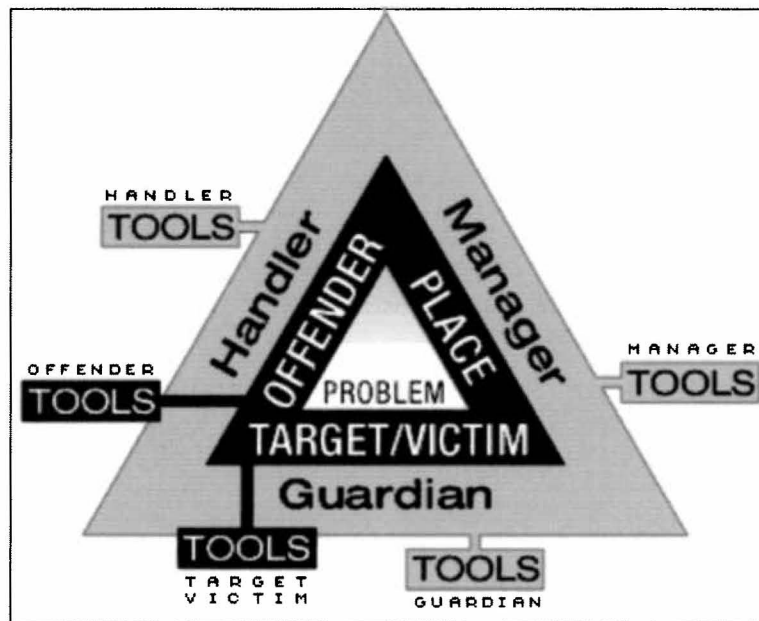 HANDLER
TOOLS
Handler
Manager
OFFENDER
PLACE
OFFENDER
TOOLS
MANAGER
TOOLS
PROBLEM
TARGET/VICTIM
Guardian
TOOLS
TARGET
VICTIM
TOOLS
GUARDIAN